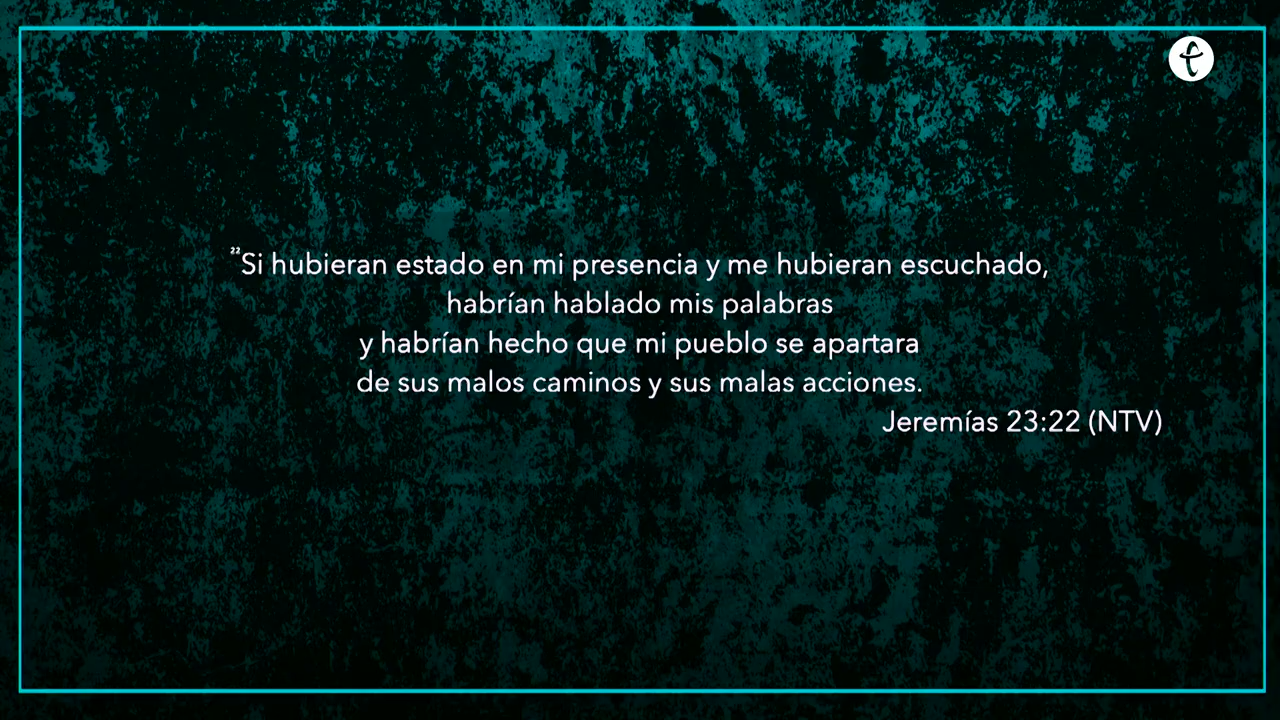 ²²Si hubieran estado en mi presencia y me hubieran escuchado,
habrían hablado mis palabras
y habrían hecho que mi pueblo se apartara
de sus malos caminos y sus malas acciones.
Jeremías 23:22 (NTV)